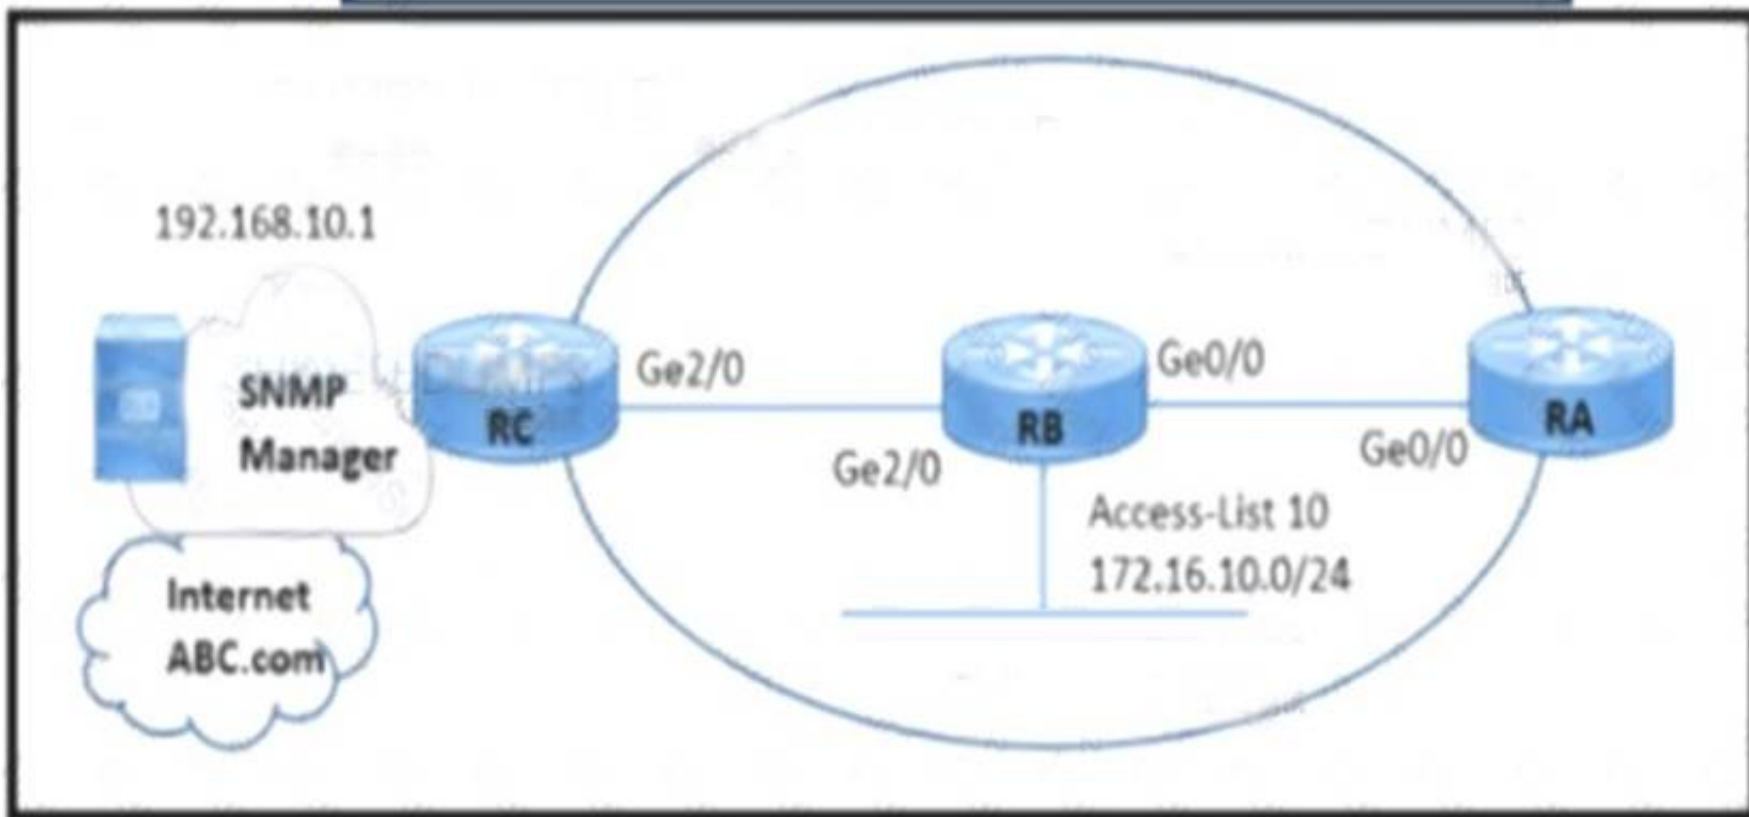 192.168.10.1
SNMP
Manager
RC
Ge2/0
Ge2/0
RB
Ge0/0
Ge0/0
RA
Access-List 10
172.16.10.0/24
Internet
ABC.com